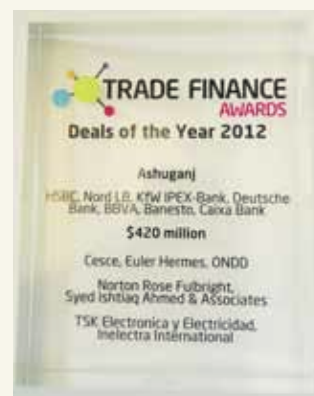 TRADE FINANCE
AWARDS
Deals of the Year 2012
Ashuganj
HSBC, Nord LB, KfW IPEX-Bank, Deutsche
Bank, BBVA, Banesto, Caixa Bank
$420 million
Cesce, Euler Hermes, ONDD
Norton Rose Fulbright,
Syed Ishtiaq Ahmed & Associates
TSK Electronica y Electricidad,
Inelectra International